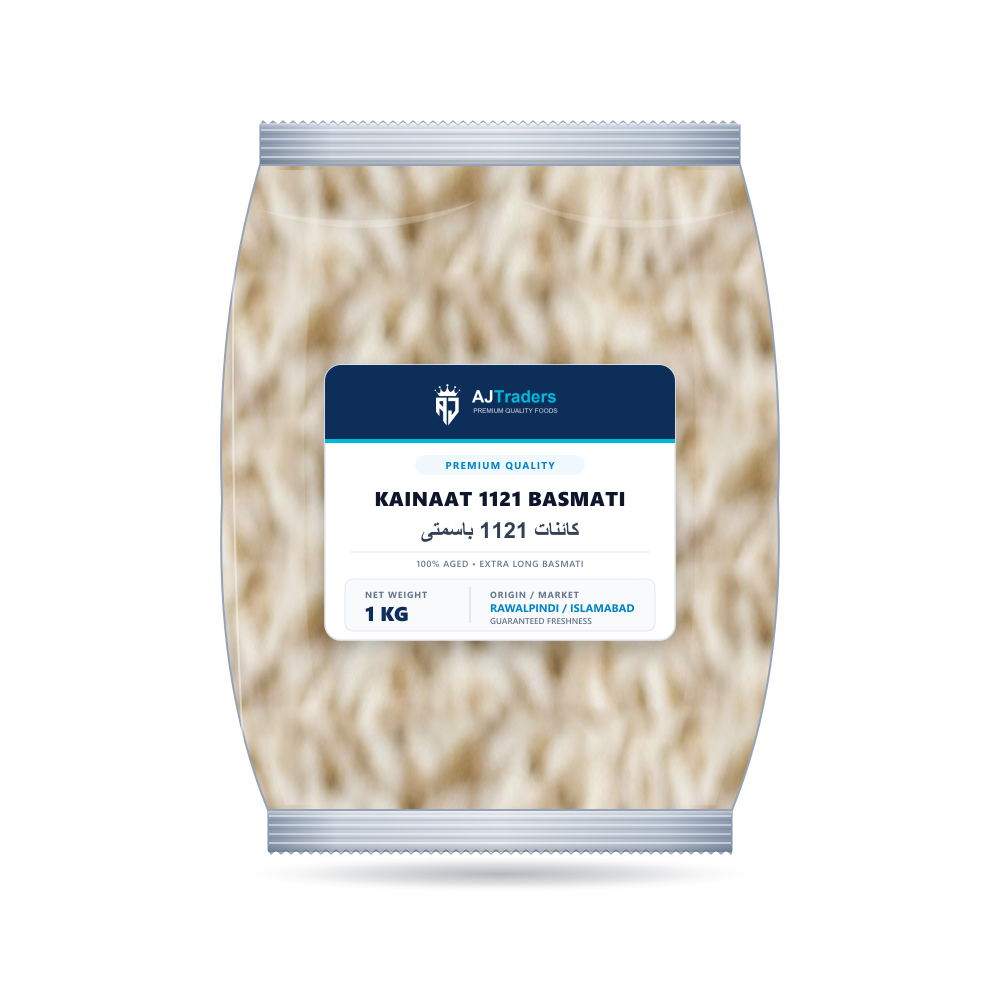 AJ
AJTraders
PREMIUM QUALITY FOODS
PREMIUM QUALITY
KAINAAT 1121 BASMATI
کائنات 1121 باسمتی
100% AGED • EXTRA LONG BASMATI
NET WEIGHT
1 KG
ORIGIN / MARKET
RAWALPINDI / ISLAMABAD
GUARANTEED FRESHNESS